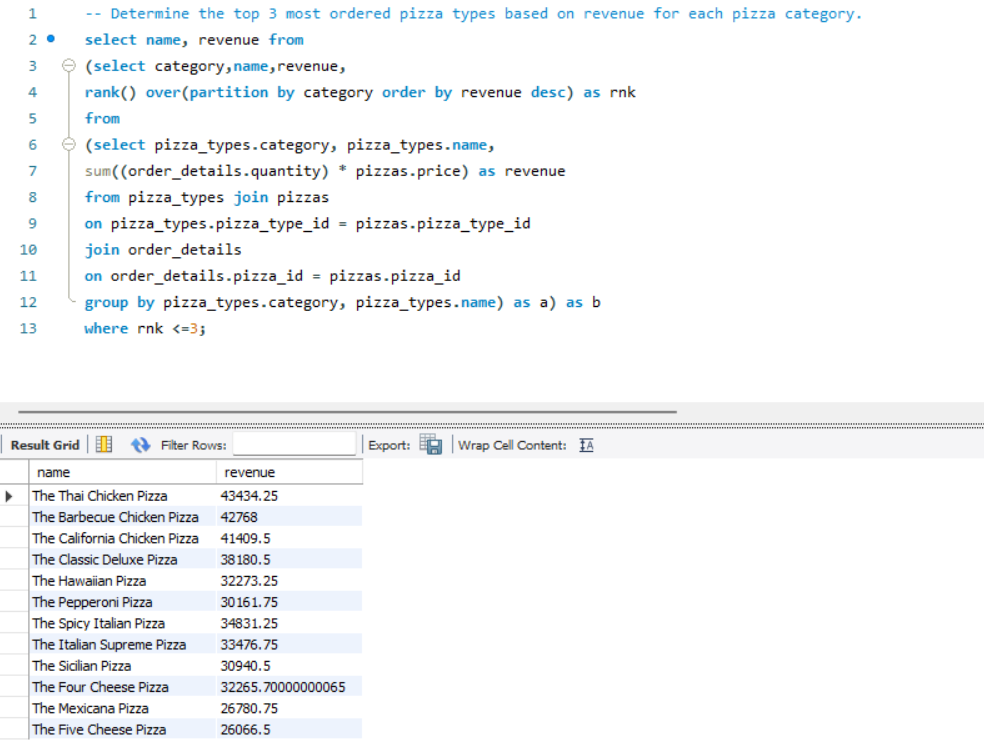 1 -- Determine the top 3 most ordered pizza types based on revenue for each pizza category.
2 select name, revenue from
3 (select category,name,revenue,
4 rank() over(partition by category order by revenue desc) as rnk
5 from
6 (select pizza_types.category, pizza_types.name,
7 sum((order_details.quantity) * pizzas.price) as revenue
8 from pizza_types join pizzas
9 on pizza_types.pizza_type_id = pizzas.pizza_type_id
10 join order_details
11 on order_details.pizza_id = pizzas.pizza_id
12 group by pizza_types.category, pizza_types.name) as a) as b
13 where rnk <=3;
Result Grid Filter Rows: Export: Wrap Cell Content: IA
name revenue
The Thai Chicken Pizza 43434.25
The Barbecue Chicken Pizza 42768
The California Chicken Pizza 41409.5
The Classic Deluxe Pizza 38180.5
The Hawaiian Pizza 32273.25
The Pepperoni Pizza 30161.75
The Spicy Italian Pizza 34831.25
The Italian Supreme Pizza 33476.75
The Sicilian Pizza 30940.5
The Four Cheese Pizza 32265.70000000065
The Mexicana Pizza 26780.75
The Five Cheese Pizza 26066.5